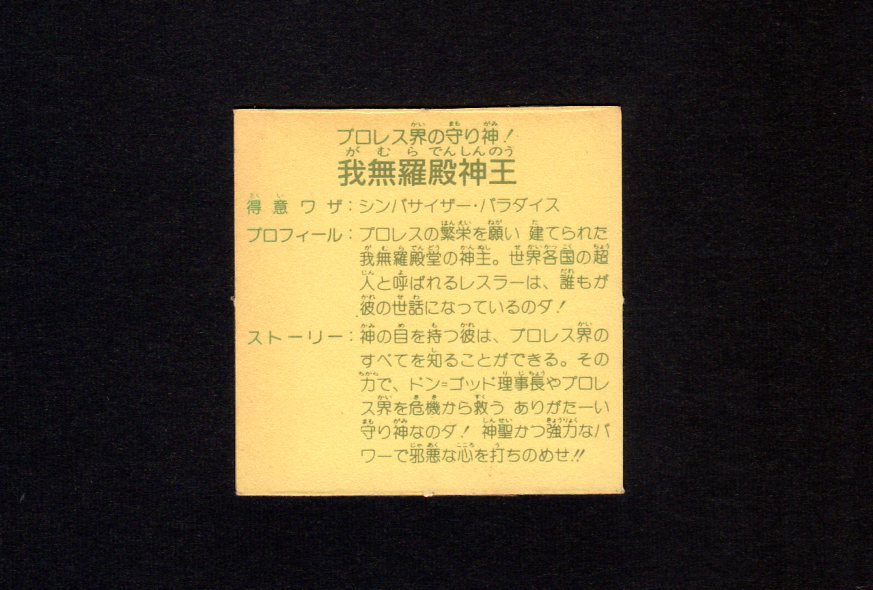 プロレス界の守り神!
我無羅殿神王
得意ワザ:シンパサイザー・パラダイス
プロフィール:プロレスの繁栄を願い 建てられた
我無羅殿堂の神主。世界各国の超
人と呼ばれるレスラーは、誰もが
彼の世話になっているのダ!
ストーリー:神の目を持つ彼は、プロレス界の
すべてを知ることができる。その
力で、ドン=ゴッド理事長やプロレ
ス界を危機から救う ありがたーい
守り神なのダ! 神聖かつ強力なパ
ワーで邪悪な心を打ちのめせ!!